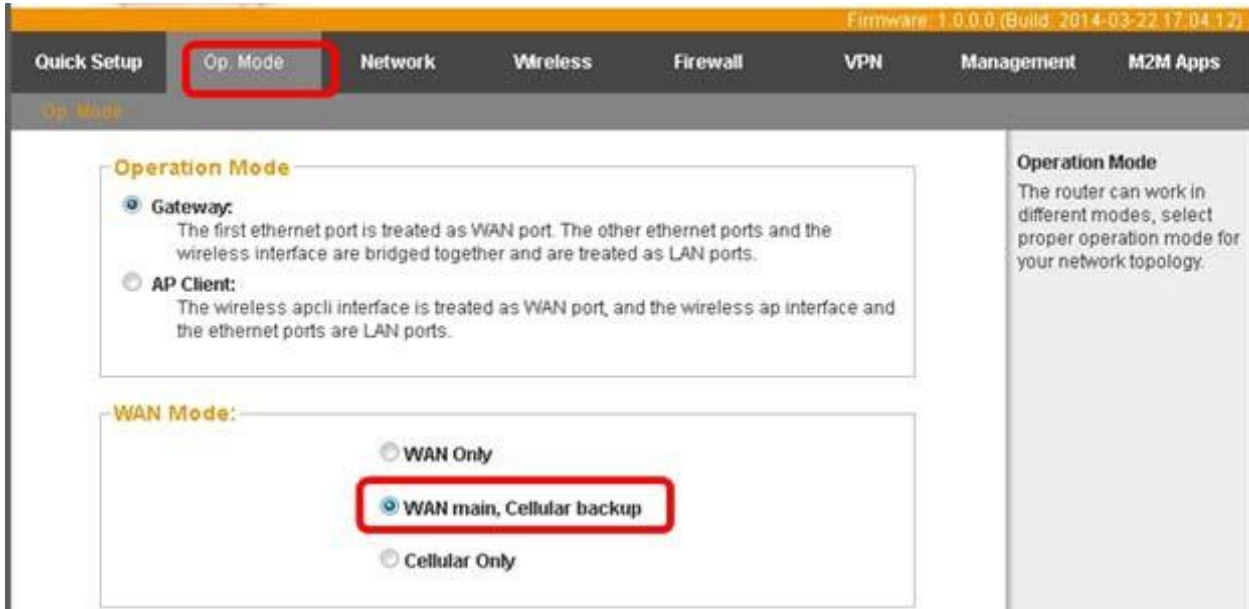 Firmware: 1.0.0.0 (Build: 2014-03-22 17:04:12)
Quick Setup Op. Mode Network Wireless Firewall VPN Management M2M Apps
Op. Mode
Operation Mode
Gateway:
The first ethernet port is treated as WAN port. The other ethernet ports and the
wireless interface are bridged together and are treated as LAN ports.
AP Client:
The wireless apcli interface is treated as WAN port, and the wireless ap interface and
the ethernet ports are LAN ports.
WAN Mode:
WAN Only
WAN main, Cellular backup
Cellular Only
Operation Mode
The router can work in
different modes, select
proper operation mode for
your network topology.